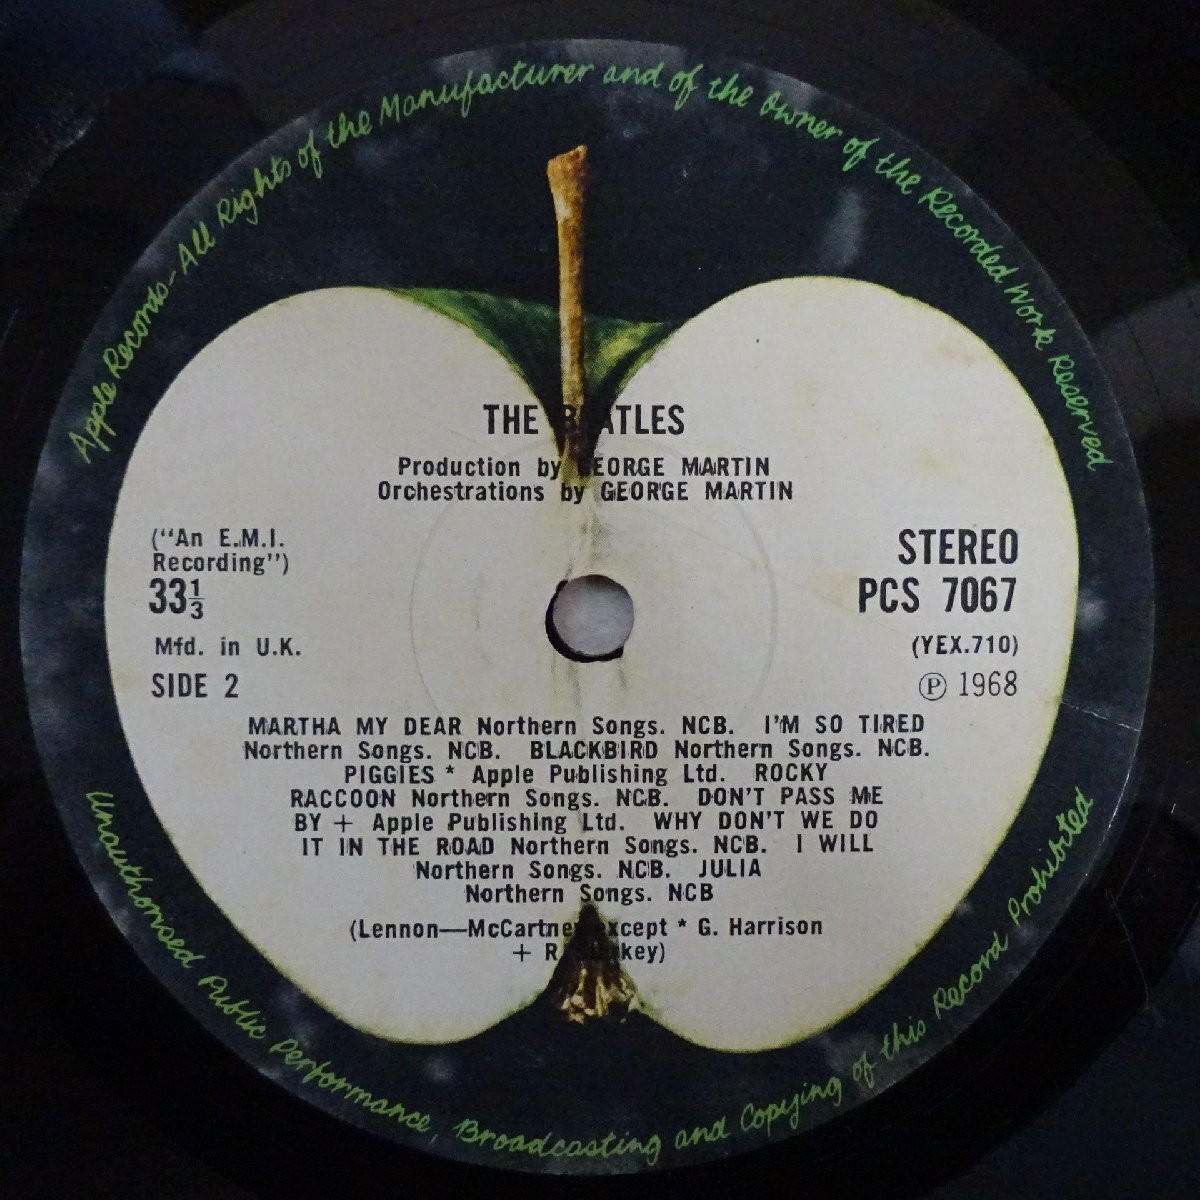 Apple Records - All Rights of the Manufacturer and of the Owner of the Recorded Work Reserved
THE BEATLES
Production by GEORGE MARTIN
Orchestrations by GEORGE MARTIN
("An E.M.I.
Recording")
33⅓
Mfd. in U.K.
SIDE 2
STEREO
PCS 7067
(YEX.710)
℗ 1968
MARTHA MY DEAR Northern Songs. NCB. I'M SO TIRED
Northern Songs. NCB. BLACKBIRD Northern Songs. NCB.
PIGGIES * Apple Publishing Ltd. ROCKY
RACCOON Northern Songs. NCB. DON'T PASS ME
BY + Apple Publishing Ltd. WHY DON'T WE DO
IT IN THE ROAD Northern Songs. NCB. I WILL
Northern Songs. NCB. JULIA
Northern Songs. NCB
(Lennon—McCartney except * G. Harrison
+ R
Unauthorised Public Performance, Broadcasting and Copying of this Record Prohibited